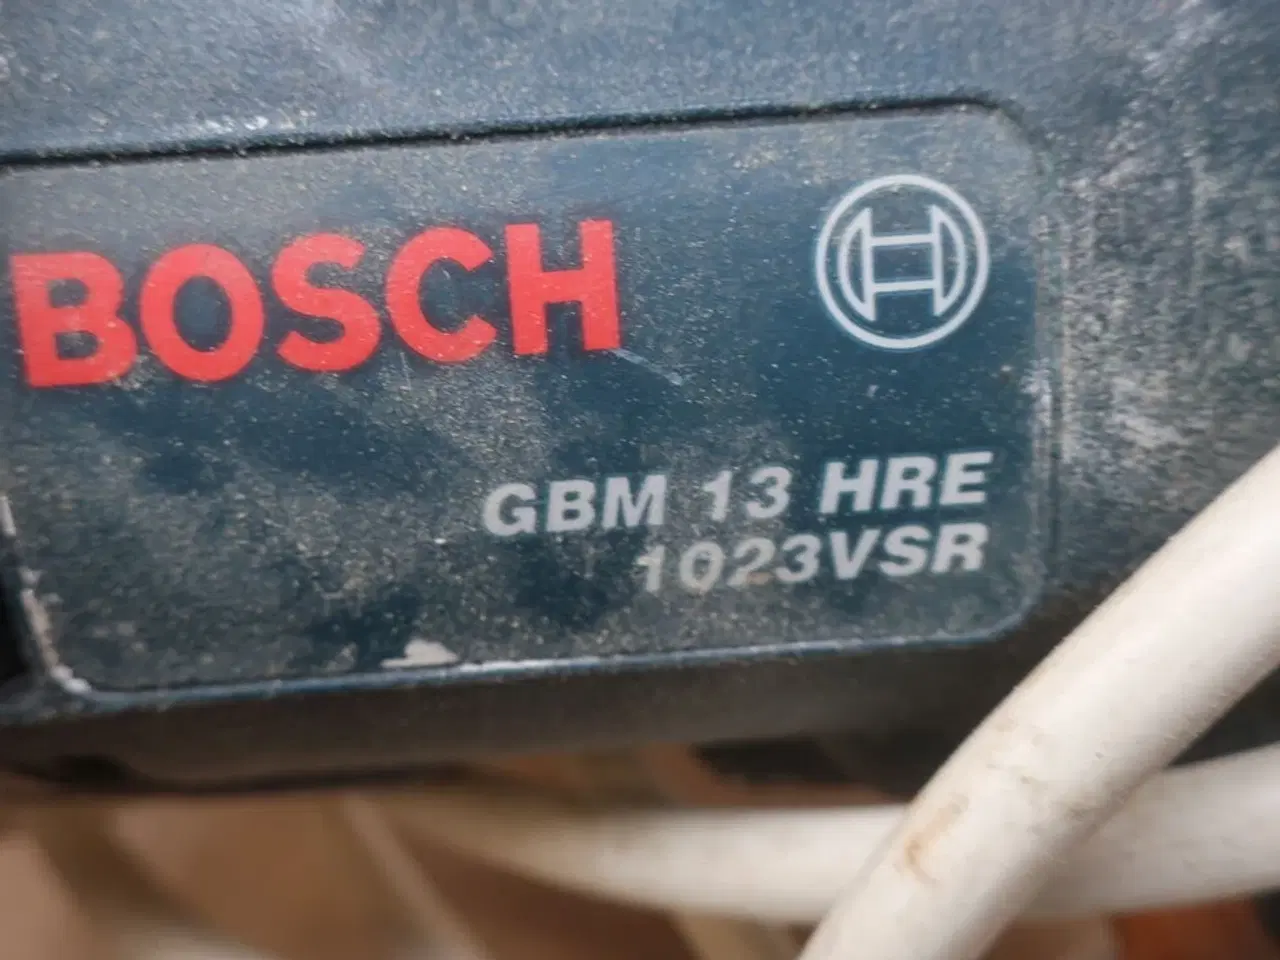 BOSCH
GBM 13 HRE
1023VSR